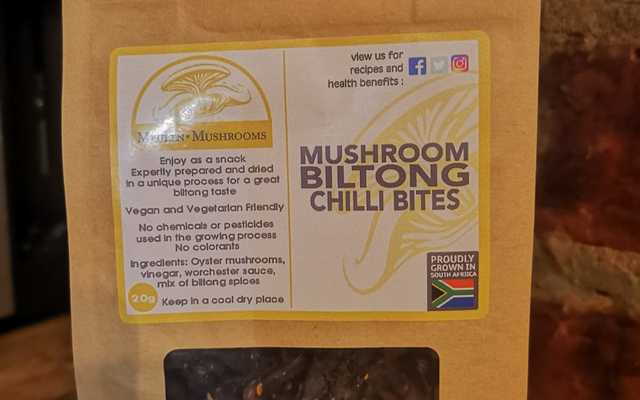 MUSHROOMS
Enjoy as a snack
Expertly prepared and dried
in a unique process for a great
biltong taste
Vegan and Vegetarian Friendly
No chemicals or pesticides
used in the growing process
No colorants
Ingredients: Oyster mushrooms,
vinegar, worchester sauce,
mix of biltong spices
20g
Keep in a cool dry place
view us for
recipes and
health benefits :
MUSHROOM
BILTONG
CHILLI BITES
PROUDLY
GROWN IN
SOUTH AFRICA